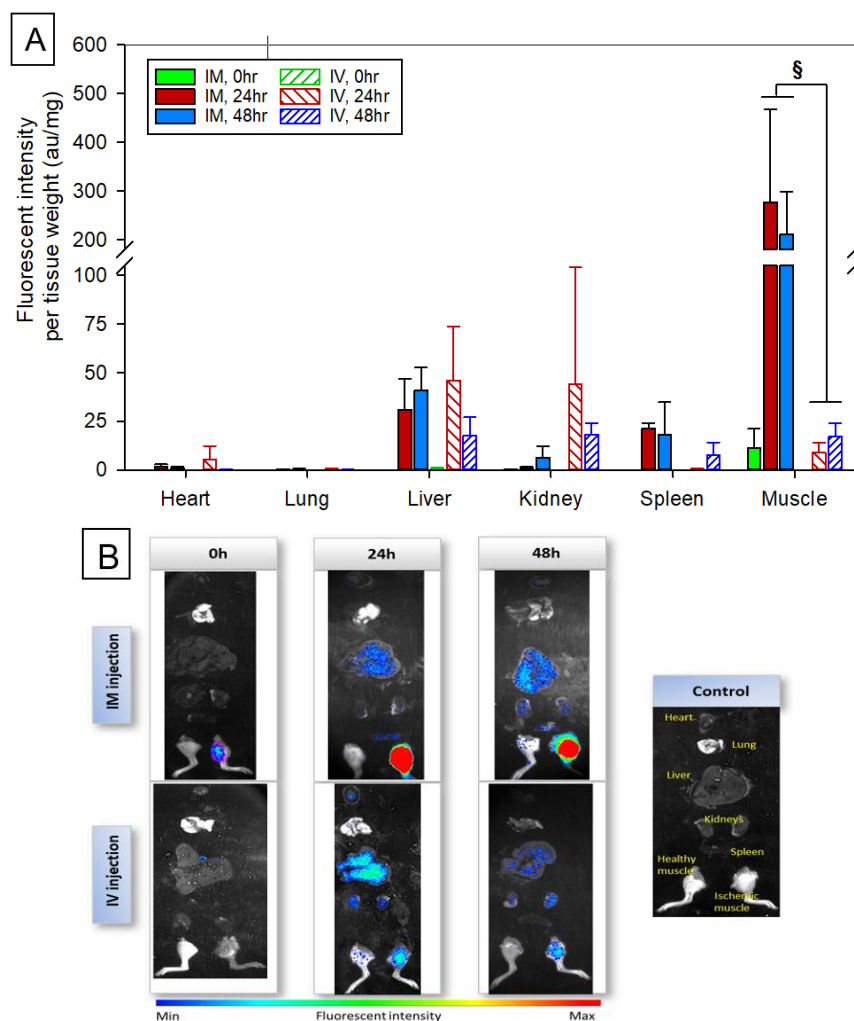 A
Fluorescent intensity
per tissue weight (au/mg)
600
500
400
300
200
100
75
50
25
0
IM, 0hr
IV, 0hr
IM, 24hr
IV, 24hr
IM, 48hr
IV, 48hr
§
Heart
Lung
Liver
Kidney
Spleen
Muscle
B
0h
24h
48h
IM injection
IV injection
Control
Heart
Lung
Liver
Kidneys
Spleen
Healthy
muscle
Ischemic
muscle
Min
Fluorescent intensity
Max